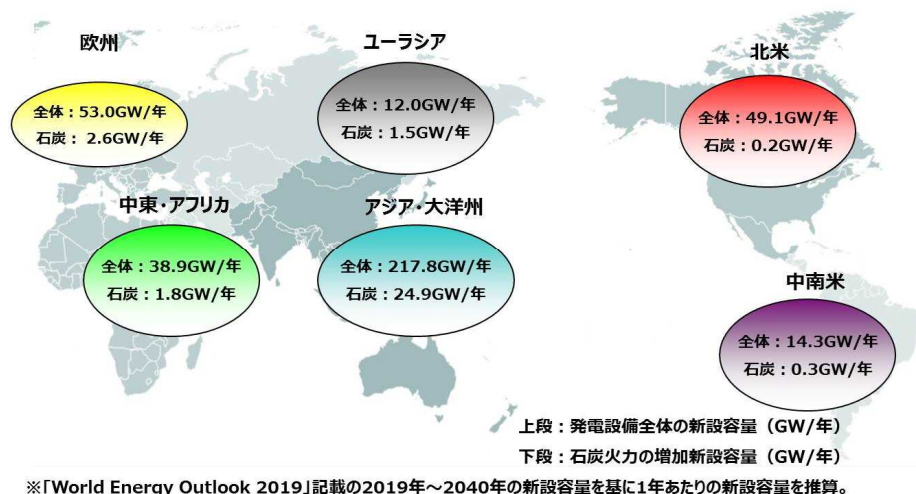 欧州
全体：53.0GW/年
石炭： 2.6GW/年
ユーラシア
全体：12.0GW/年
石炭：1.5GW/年
北米
全体：49.1GW/年
石炭：0.2GW/年
中東・アフリカ
全体：38.9GW/年
石炭：1.8GW/年
アジア・大洋州
全体：217.8GW/年
石炭：24.9GW/年
中南米
全体：14.3GW/年
石炭：0.3GW/年
上段：発電設備全体の新設容量（GW/年）
下段：石炭火力の増加新設容量（GW/年）
※「World Energy Outlook 2019」記載の2019年～2040年の新設容量を基に1年あたりの新設容量を推算。